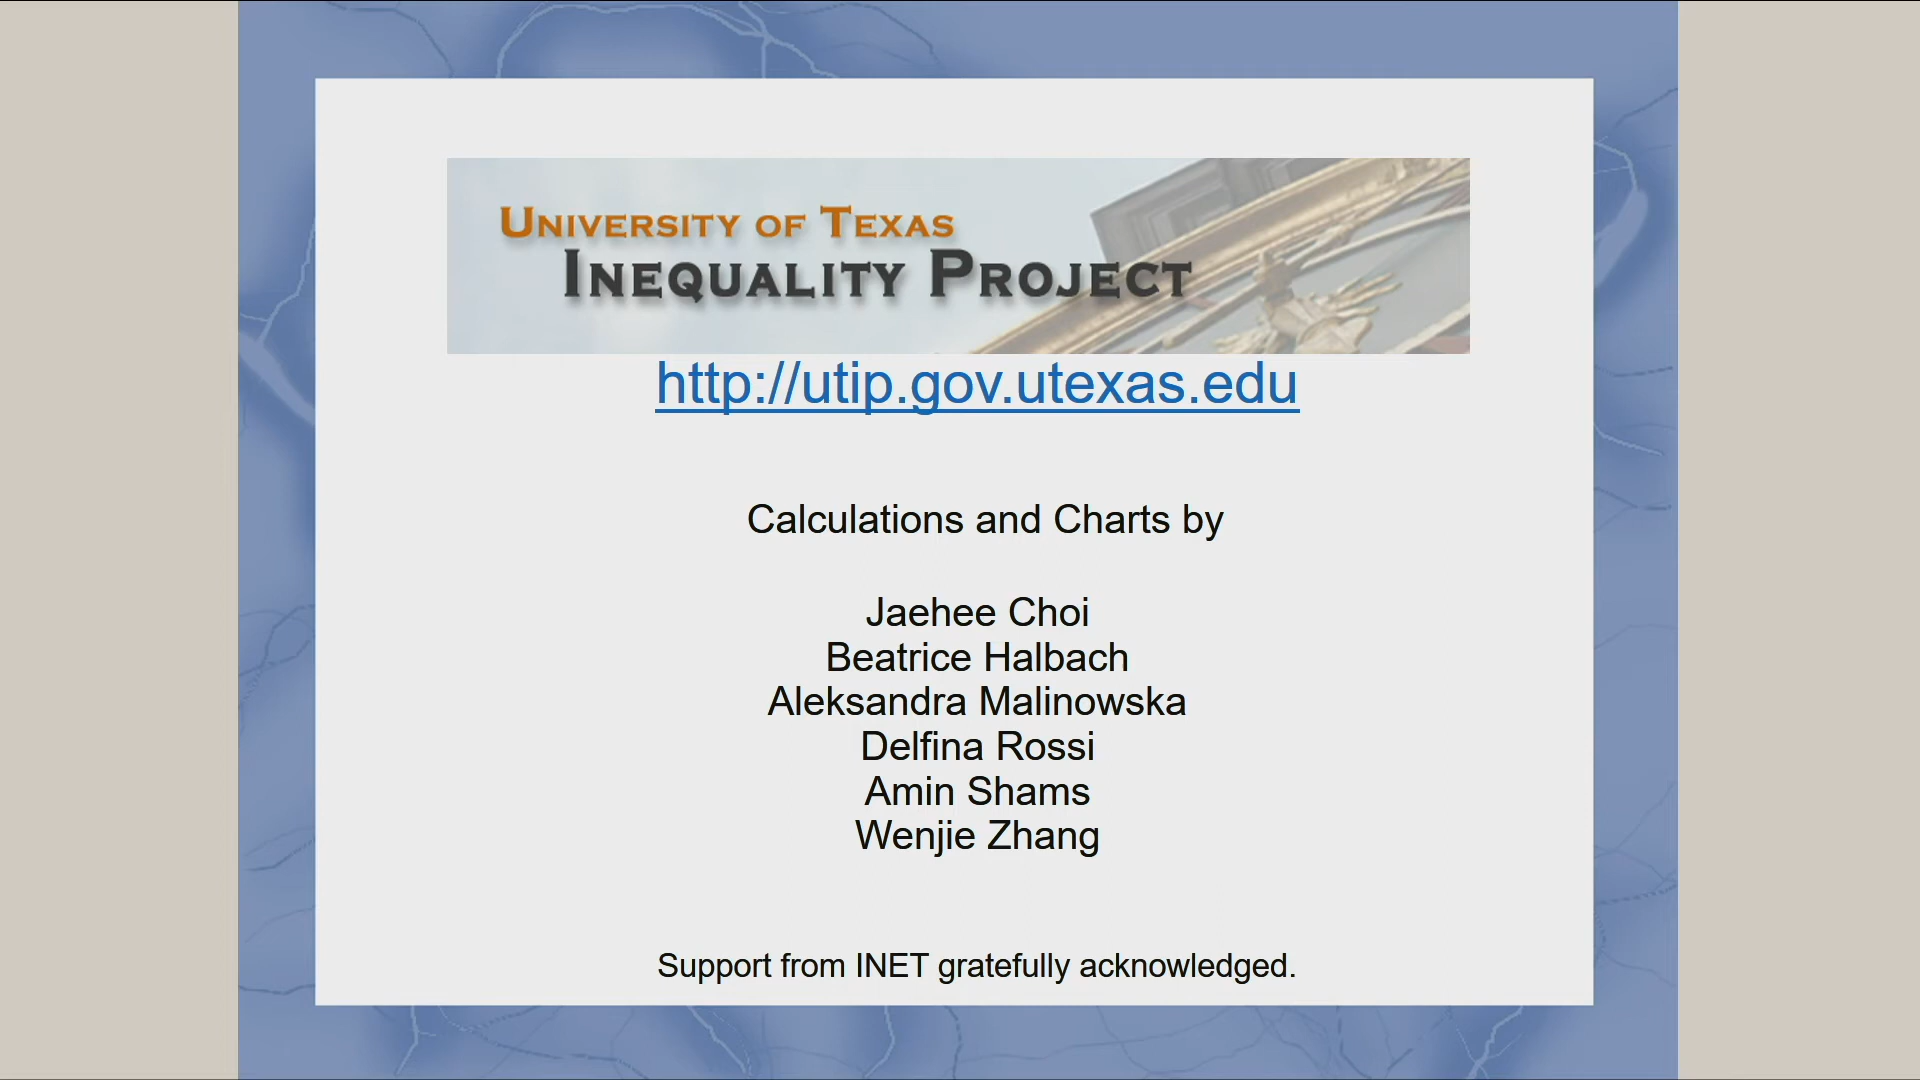 University of Texas
Inequality Project
http://utip.gov.utexas.edu
Calculations and Charts by
Jaehee Choi
Beatrice Halbach
Aleksandra Malinowska
Delfina Rossi
Amin Shams
Wenjie Zhang
Support from INET gratefully acknowledged.